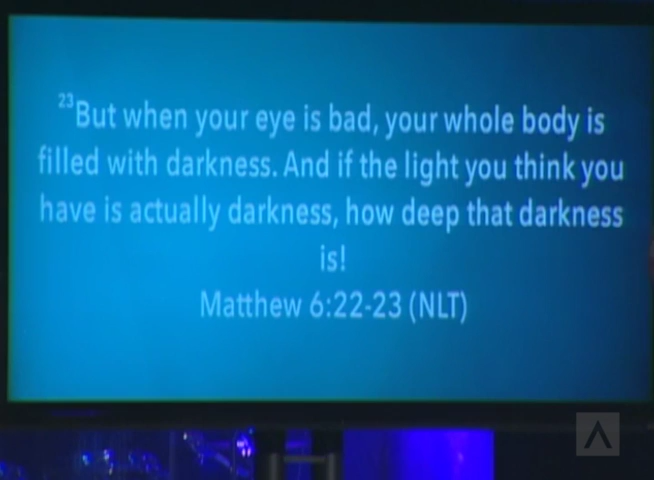 23But when your eye is bad, your whole body is
filled with darkness. And if the light you think you
have is actually darkness, how deep that darkness
is!
Matthew 6:22-23 (NLT)